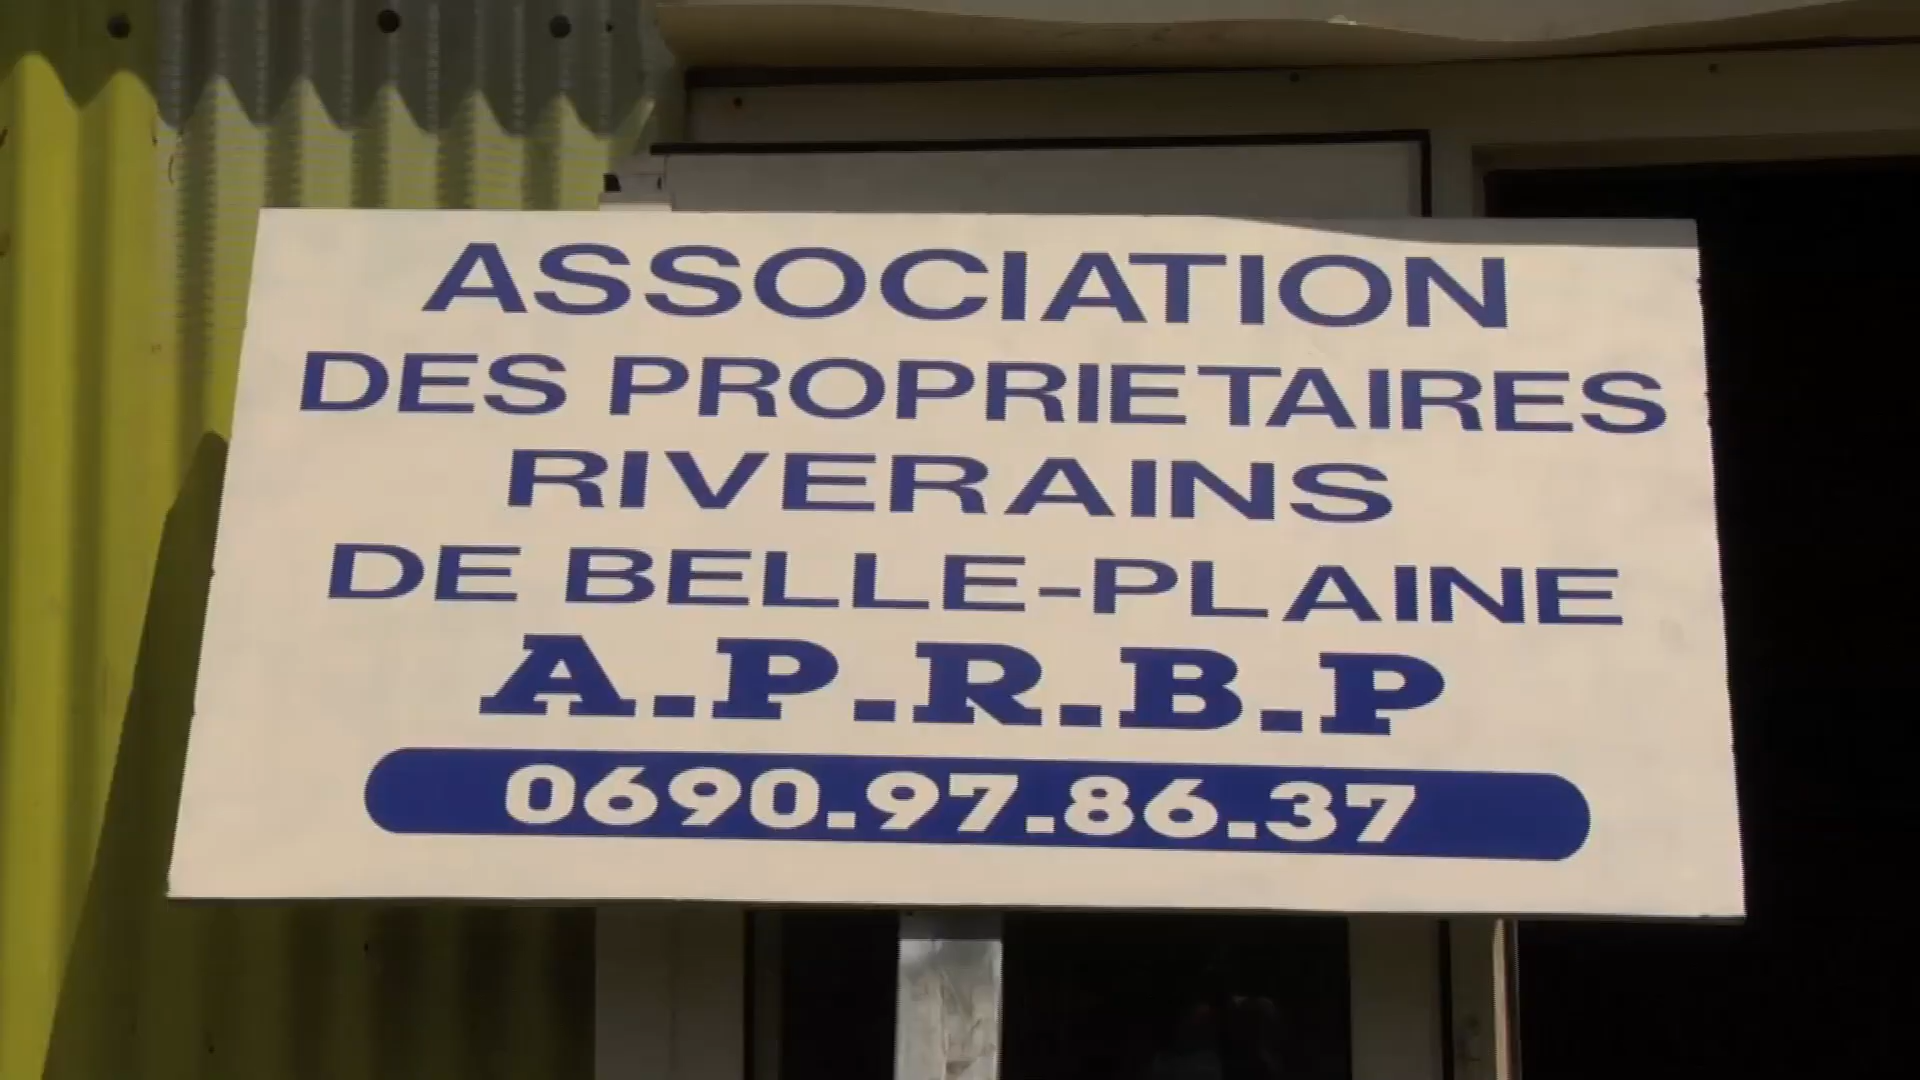 ASSOCIATION
DES PROPRIETAIRES
RIVERAINS
DE BELLE-PLAINE
A.P.R.B.P
0690.97.86.37